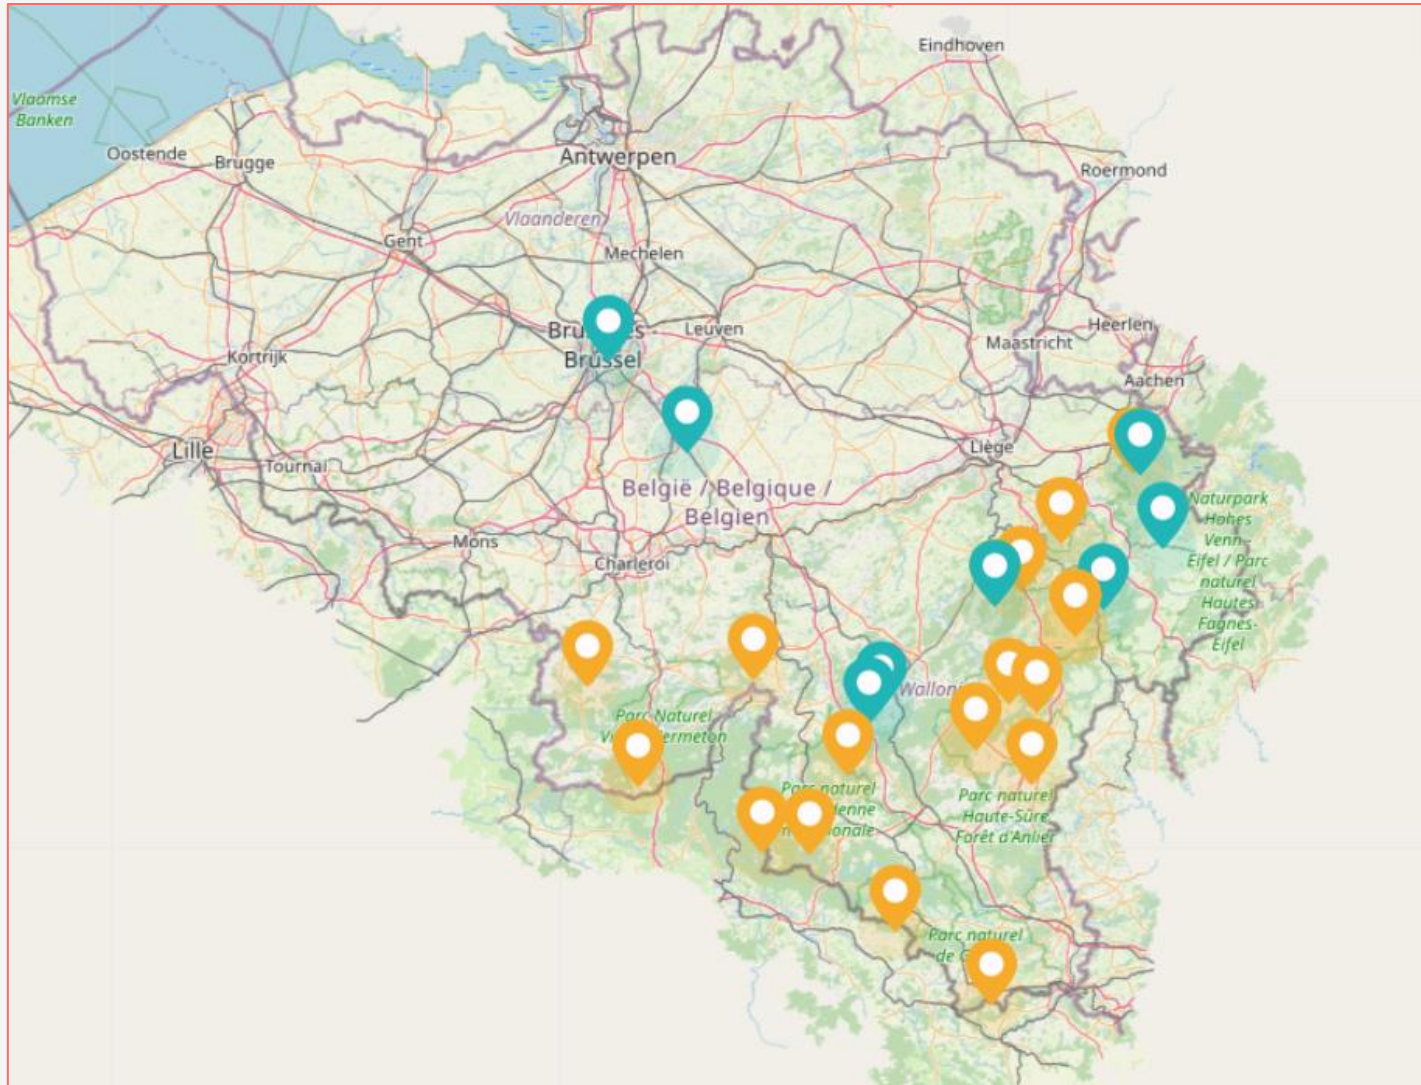 Eindhoven
Vlaamse
Banken
Oostende
Brugge
Antwerpen
Roermond
Vlaanderen
Gent
Mechelen
Leuven
Brussel
Heerlen
Maastricht
Kortrijk
Aachen
Lille
Tournai
Liège
België / Belgique /
Belgien
Naturpark
Hohes
Venn -
Eifel / Parc
naturel
Hautes
Fagnes-
Eifel
Mons
Charleroi
Parc Naturel
Parc naturel
Haute-Sûre
Forêt d'Anlier
Parc naturel
Parc naturel
de